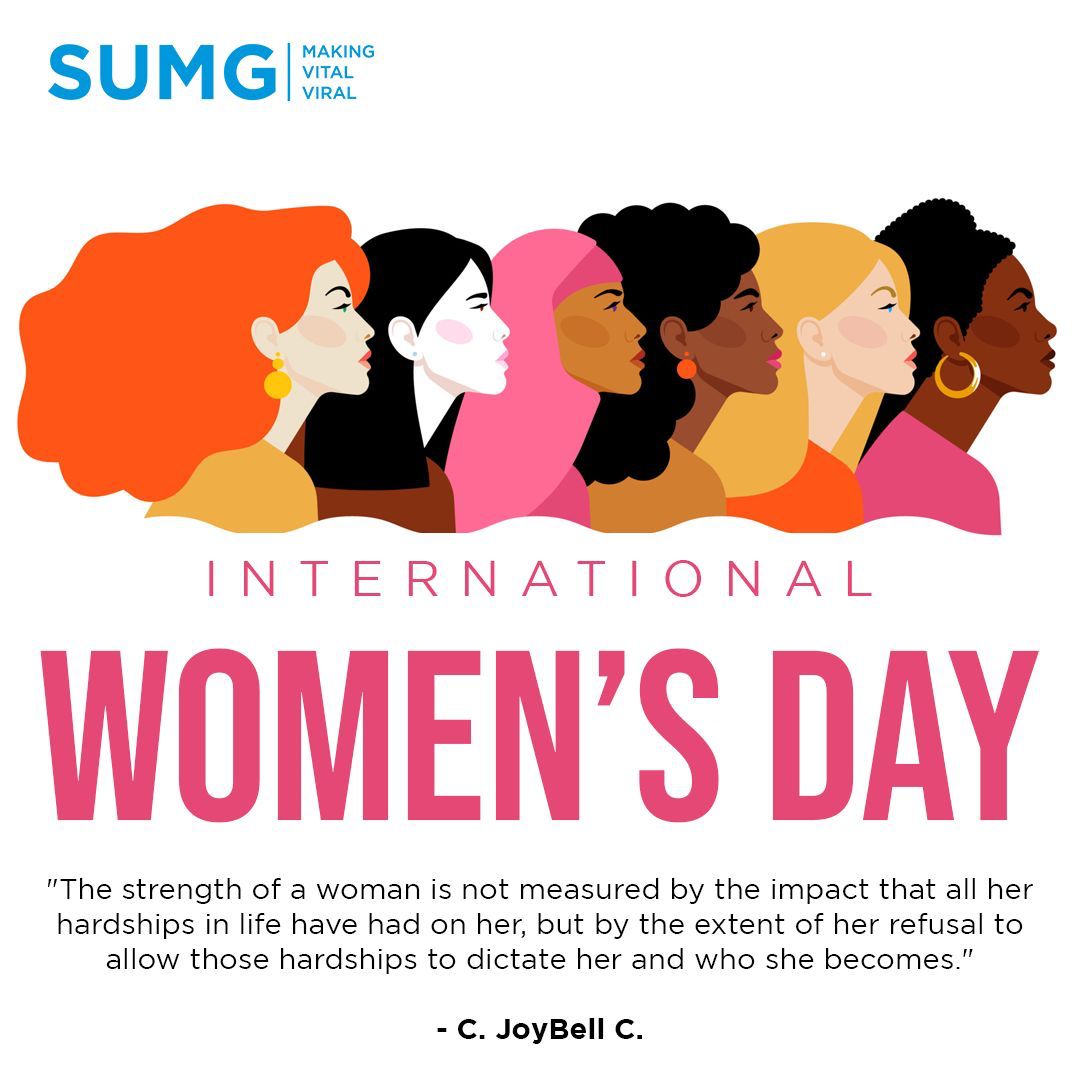 SUMG
MAKING
VITAL
VIRAL
INTERNATIONAL
WOMEN'S DAY
"The strength of a woman is not measured by the impact that all her
hardships in life have had on her, but by the extent of her refusal to
allow those hardships to dictate her and who she becomes."
- C. JoyBell C.